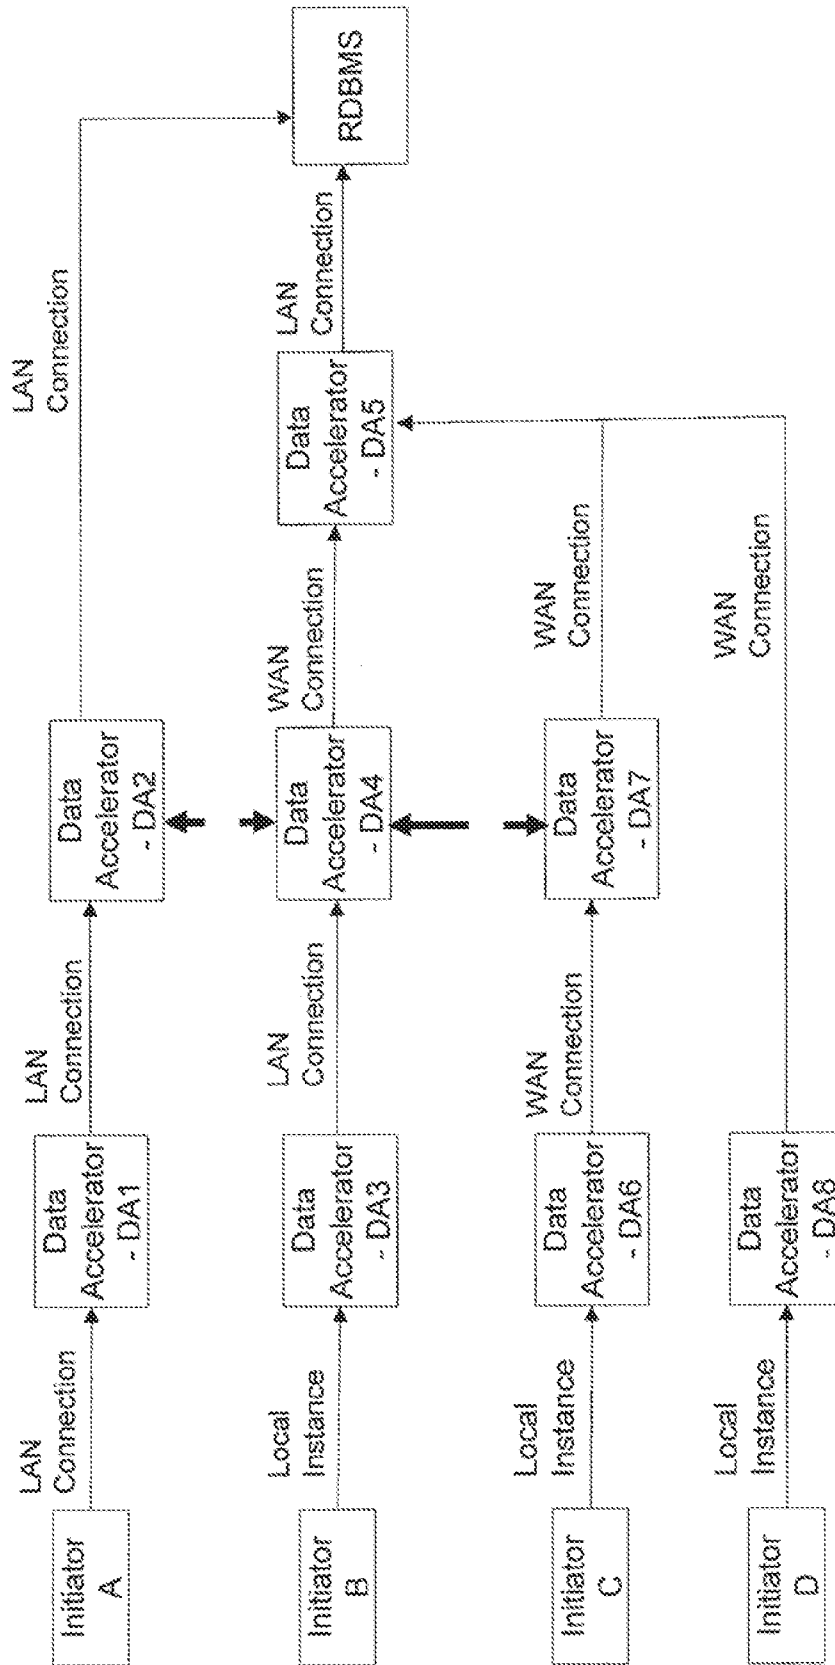 Initiator
A
LAN
Connection
Data
Accelerator
- DA1
LAN
Connection
Data
Accelerator
- DA2
LAN
Connection
RDBMS
Initiator
B
Local
Instance
Data
Accelerator
- DA3
LAN
Connection
Data
Accelerator
- DA4
WAN
Connection
Data
Accelerator
- DA5
LAN
Connection
Initiator
C
Local
Instance
Data
Accelerator
- DA6
WAN
Connection
Data
Accelerator
- DA7
WAN
Connection
Initiator
D
Local
Instance
Data
Accelerator
- DA8
WAN
Connection